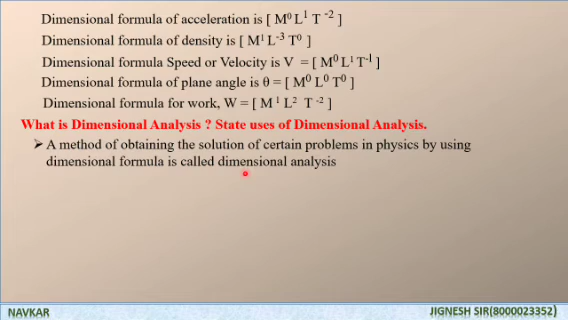 Dimensional formula of acceleration is [ M⁰ L¹ T ⁻² ]
Dimensional formula of density is [ M¹ L⁻³ T⁰ ]
Dimensional formula Speed or Velocity is V = [ M⁰ L¹ T⁻¹ ]
Dimensional formula of plane angle is θ = [ M⁰ L⁰ T⁰ ]
Dimensional formula for work, W = [ M ¹ L² T ⁻² ]
What is Dimensional Analysis ? State uses of Dimensional Analysis.
➤ A method of obtaining the solution of certain problems in physics by using
dimensional formula is called dimensional analysis
NAVKAR JIGNESH SIR(8000023352)